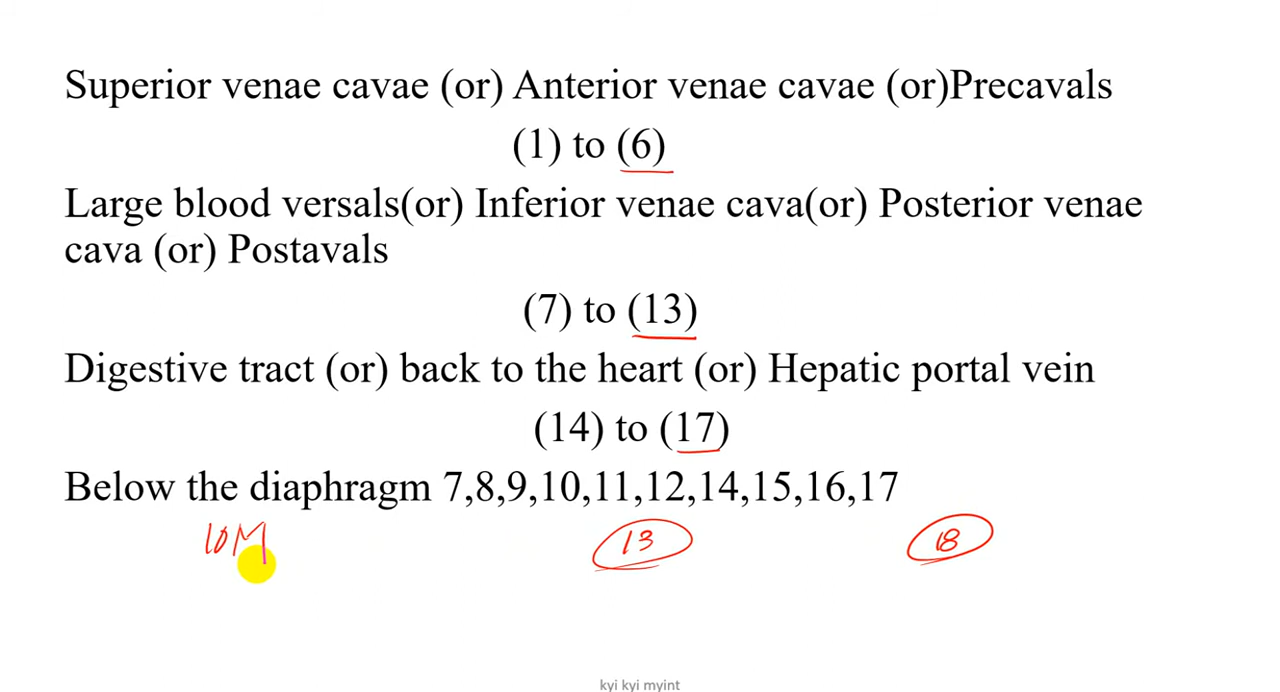 Superior venae cavae (or) Anterior venae cavae (or)Precavals
(1) to (6)
Large blood versals(or) Inferior venae cava(or) Posterior venae
cava (or) Postavals
(7) to (13)
Digestive tract (or) back to the heart (or) Hepatic portal vein
(14) to (17)
Below the diaphragm 7,8,9,10,11,12,14,15,16,17
10M 13 18
kyi kyi myint